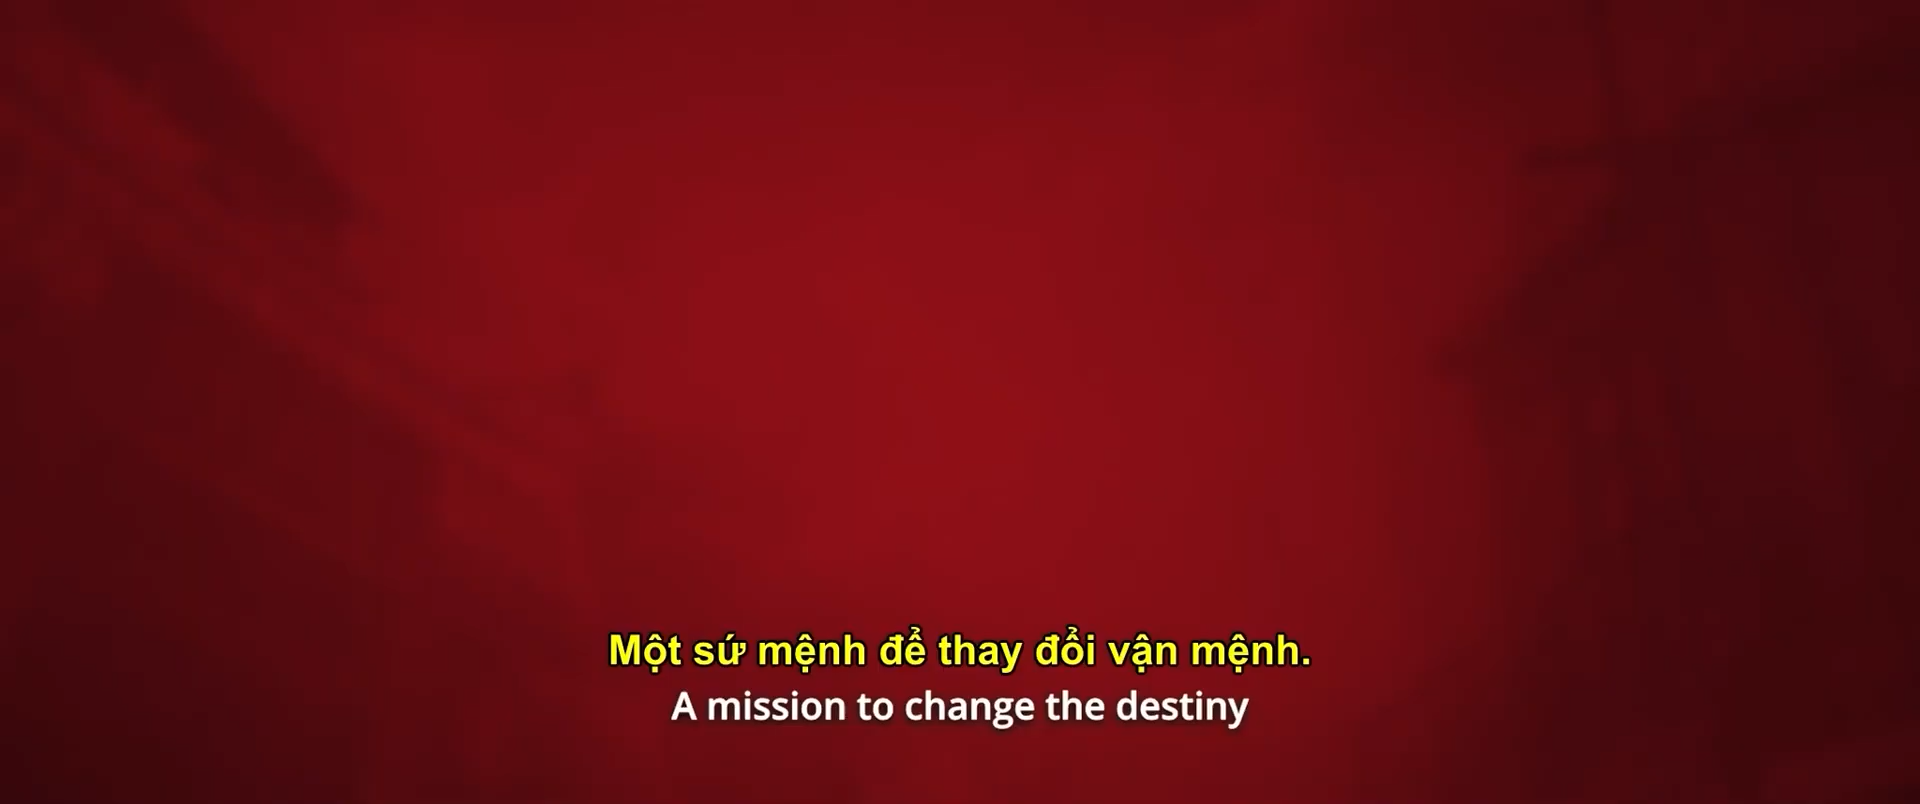 Một sứ mệnh để thay đổi vận mệnh.
A mission to change the destiny